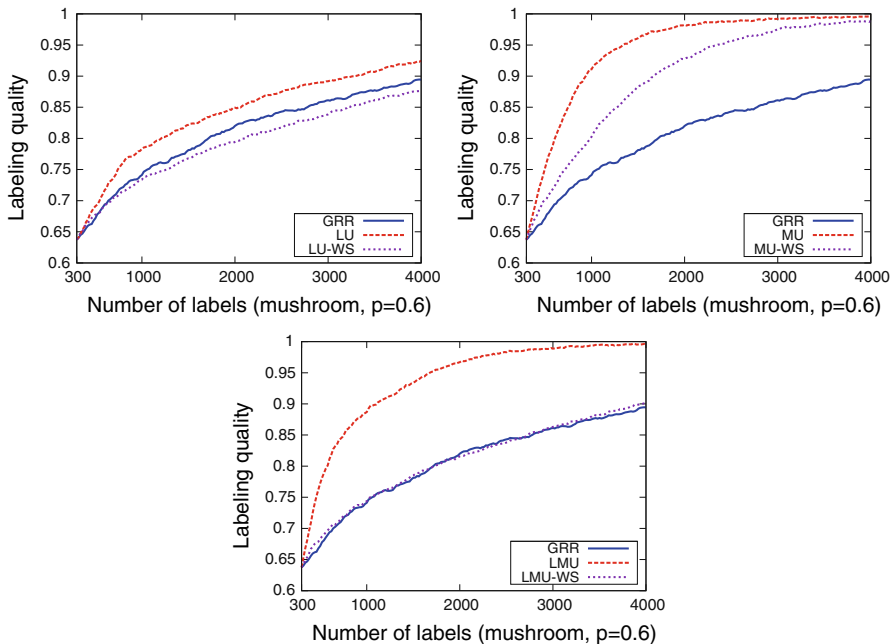 Labeling quality
1
0.95
0.9
0.85
0.8
0.75
0.7
0.65
0.6
GRR
LU
LU-WS
300 1000 2000 3000 4000
Number of labels (mushroom, p=0.6)
Labeling quality
1
0.95
0.9
0.85
0.8
0.75
0.7
0.65
0.6
GRR
MU
MU-WS
300 1000 2000 3000 4000
Number of labels (mushroom, p=0.6)
Labeling quality
1
0.95
0.9
0.85
0.8
0.75
0.7
0.65
0.6
GRR
LMU
LMU-WS
300 1000 2000 3000 4000
Number of labels (mushroom, p=0.6)